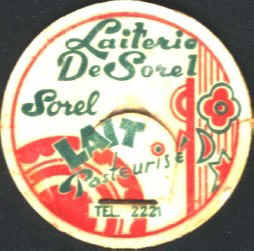 Laiterie
De Sorel
Sorel
LAIT
Pasteurisé
TEL. 2221